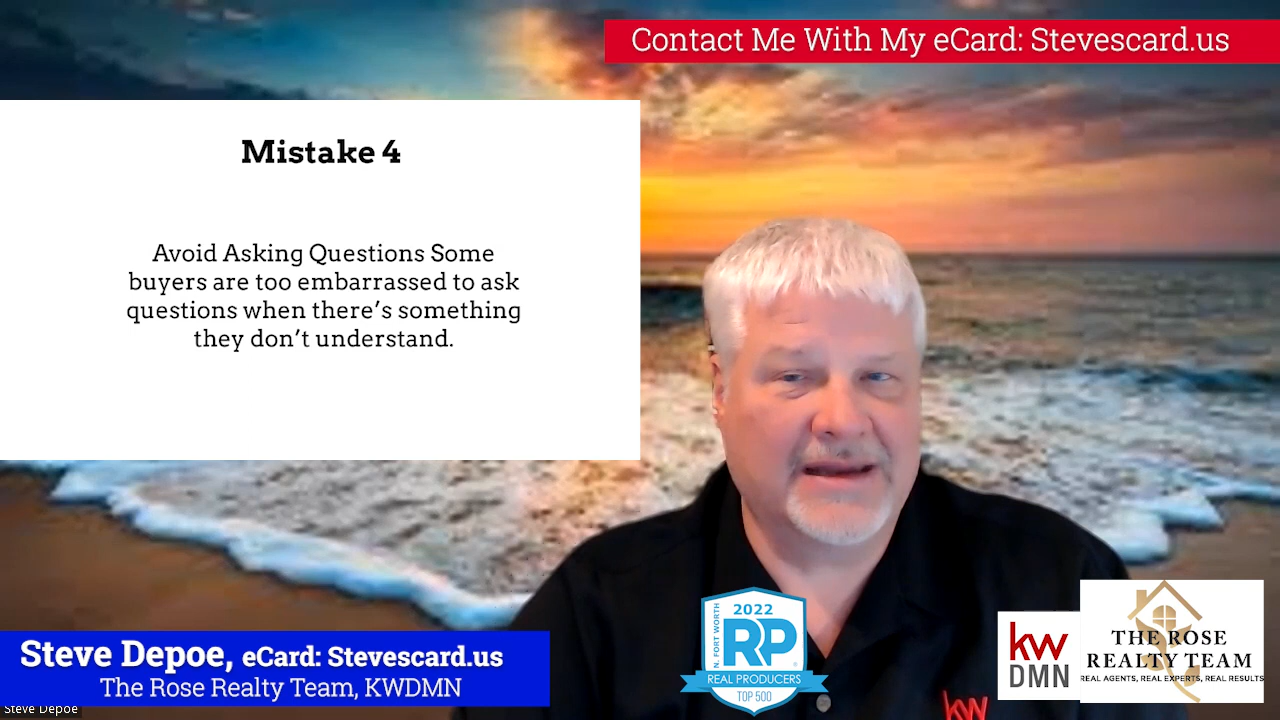 Contact Me With My eCard: Stevescard.us
Mistake 4
Avoid Asking Questions Some
buyers are too embarrassed to ask
questions when there’s something
they don’t understand.
Steve Depoe, eCard: Stevescard.us
The Rose Realty Team, KWDMN
Steve Depoe
2022
N. FORT WORTH
RP
REAL PRODUCERS
TOP 500
kw
kw
DMN
THE ROSE
REALTY TEAM
REAL AGENTS, REAL EXPERTS, REAL RESULTS